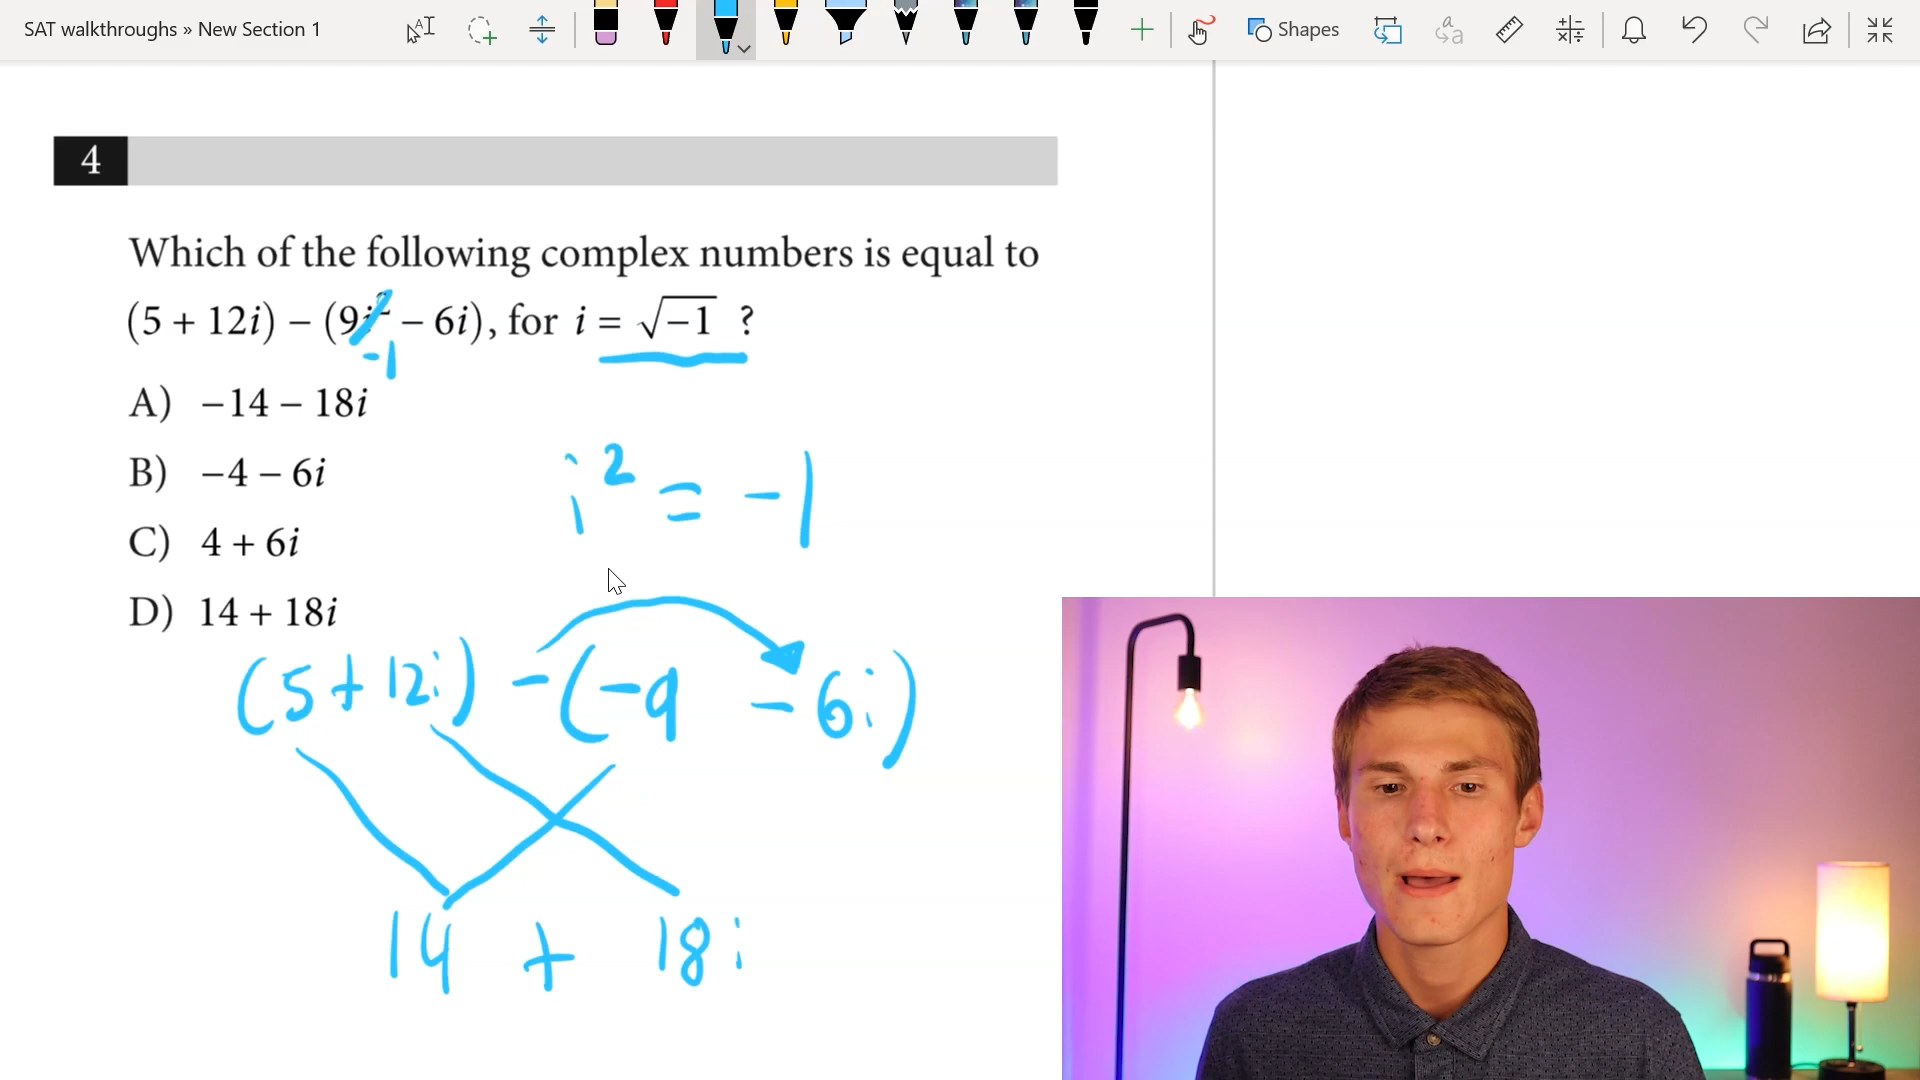 SAT walkthroughs » New Section 1
Shapes
4
Which of the following complex numbers is equal to
(5 + 12i) − (9i² − 6i), for i = √−1 ?
-1
A) −14 − 18i
B) −4 − 6i
C) 4 + 6i
D) 14 + 18i
i² = -1
(5 + 12i) - (-9 - 6i)
14 + 18i